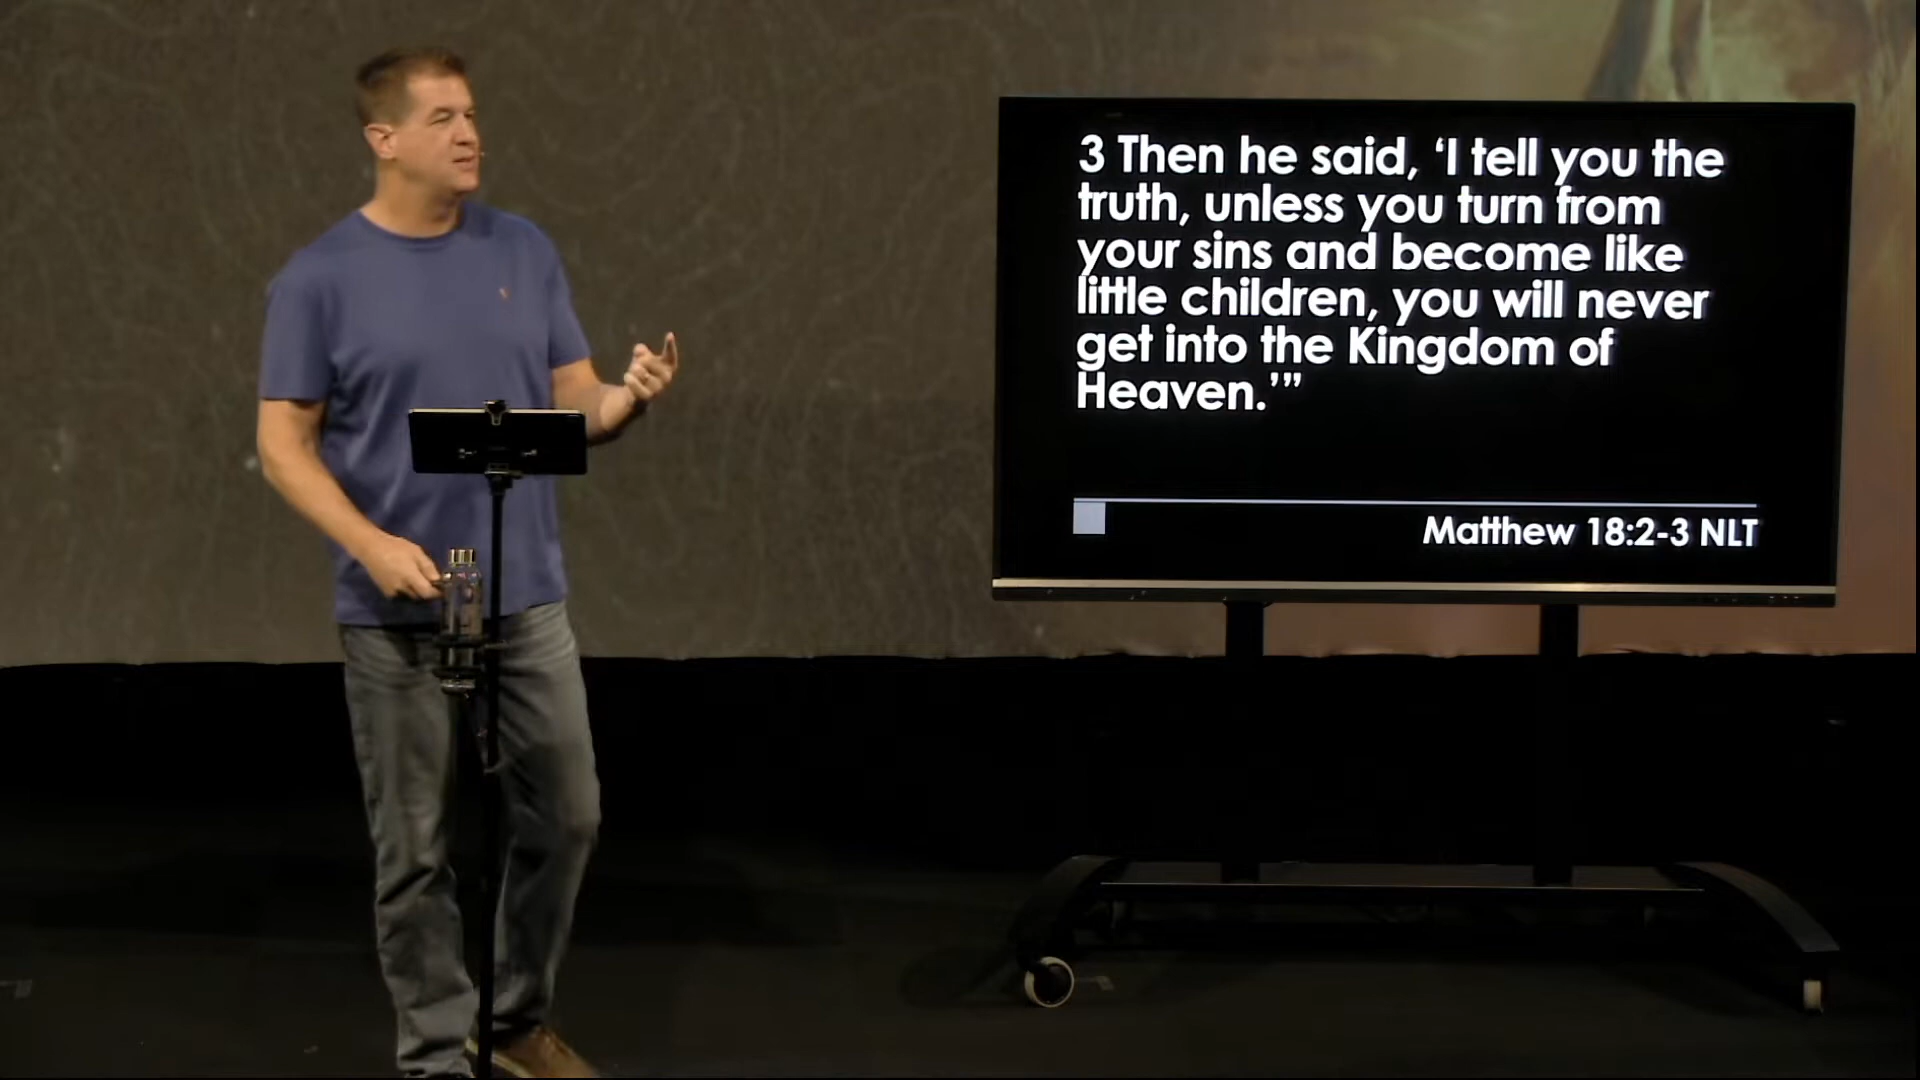 3 Then he said, ‘I tell you the
truth, unless you turn from
your sins and become like
little children, you will never
get into the Kingdom of
Heaven.’”
Matthew 18:2-3 NLT